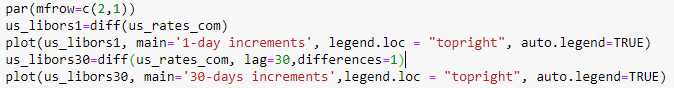 par(mfrow=c(2,1))
us_libors1=diff(us_rates_com)
plot(us_libors1, main='1-day increments', legend.loc = "topright", auto.legend=TRUE)
us_libors30=diff(us_rates_com, lag=30,differences=1)
plot(us_libors30, main='30-days increments',legend.loc = "topright", auto.legend=TRUE)